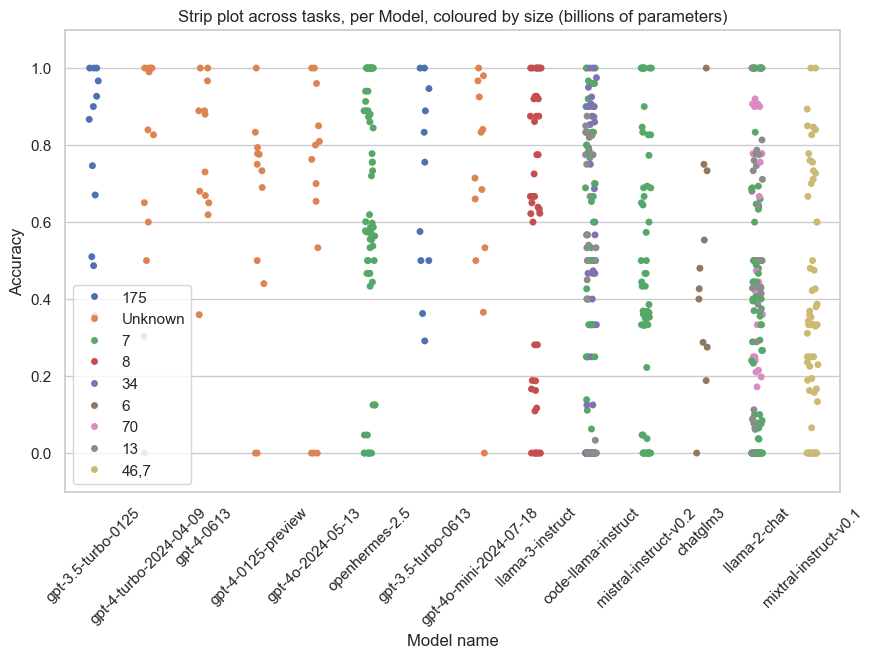 Strip plot across tasks, per Model, coloured by size (billions of parameters)
Accuracy
1.0
0.8
0.6
0.4
0.2
0.0
175
Unknown
7
8
34
6
70
13
46,7
gpt-3.5-turbo-0125
gpt-4-turbo-2024-04-09
gpt-4-0613
gpt-4-0125-preview
gpt-4o-2024-05-13
openhermes-2.5
gpt-3.5-turbo-0613
gpt-4o-mini-2024-07-18
llama-3-instruct
code-llama-instruct
mistral-instruct-v0.2
chatglm3
llama-2-chat
mixtral-instruct-v0.1
Model name